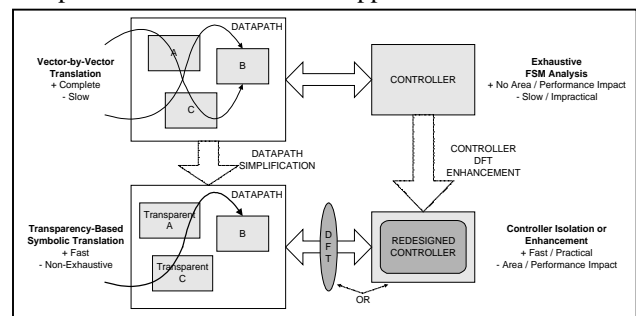 DATAPATH
A
B
C
Vector-by-Vector
Translation
+ Complete
- Slow
CONTROLLER
Exhaustive
FSM Analysis
+ No Area / Performance Impact
- Slow / Impractical
DATAPATH
SIMPLIFICATION
CONTROLLER
DFT
ENHANCEMENT
DATAPATH
Transparent
A
B
Transparent
C
Transparency-Based
Symbolic Translation
+ Fast
- Non-Exhaustive
DFT
REDESIGNED
CONTROLLER
OR
Controller Isolation or
Enhancement
+ Fast / Practical
- Area / Performance Impact